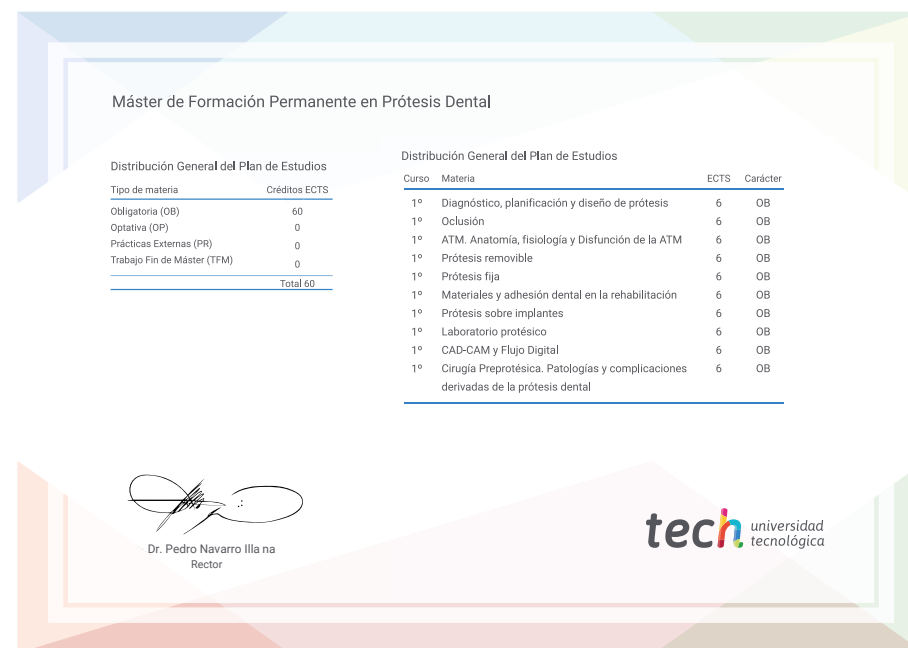 Máster de Formación Permanente en Prótesis Dental
Distribución General del Plan de Estudios
Tipo de materia Créditos ECTS
Obligatoria (OB) 60
Optativa (OP) 0
Prácticas Externas (PR) 0
Trabajo Fin de Máster (TFM) 0
Total 60
Distribución General del Plan de Estudios
Curso Materia ECTS Carácter
1º Diagnóstico, planificación y diseño de prótesis 6 OB
1º Oclusión 6 OB
1º ATM. Anatomía, fisiología y Disfunción de la ATM 6 OB
1º Prótesis removible 6 OB
1º Prótesis fija 6 OB
1º Materiales y adhesión dental en la rehabilitación 6 OB
1º Prótesis sobre implantes 6 OB
1º Laboratorio protésico 6 OB
1º CAD-CAM y Flujo Digital 6 OB
1º Cirugía Preprotésica. Patologías y complicaciones 6 OB
derivadas de la prótesis dental
Dr. Pedro Navarro Illa na
Rector
tech universidad
tecnológica